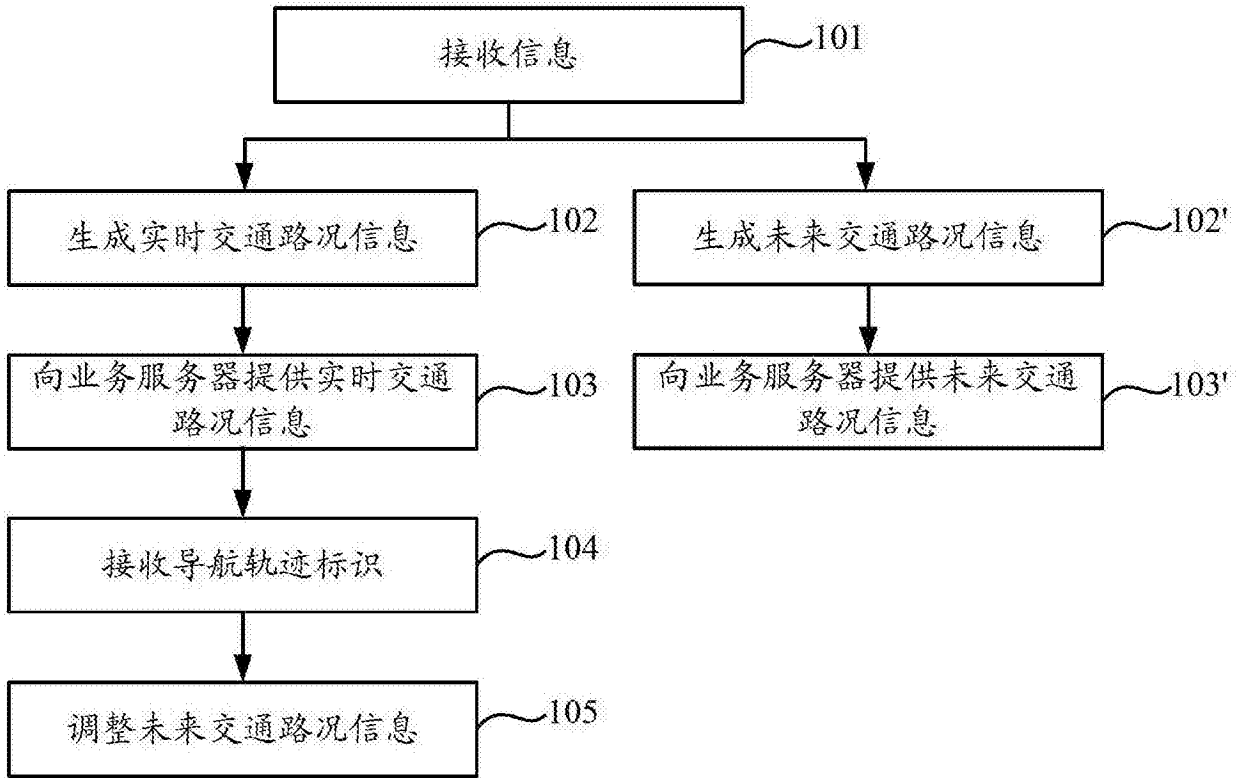 接收信息
101
生成实时交通路况信息
102
生成未来交通路况信息
102'
向业务服务器提供实时交通
路况信息
103
向业务服务器提供未来交通
路况信息
103'
接收导航轨迹标识
104
调整未来交通路况信息
105